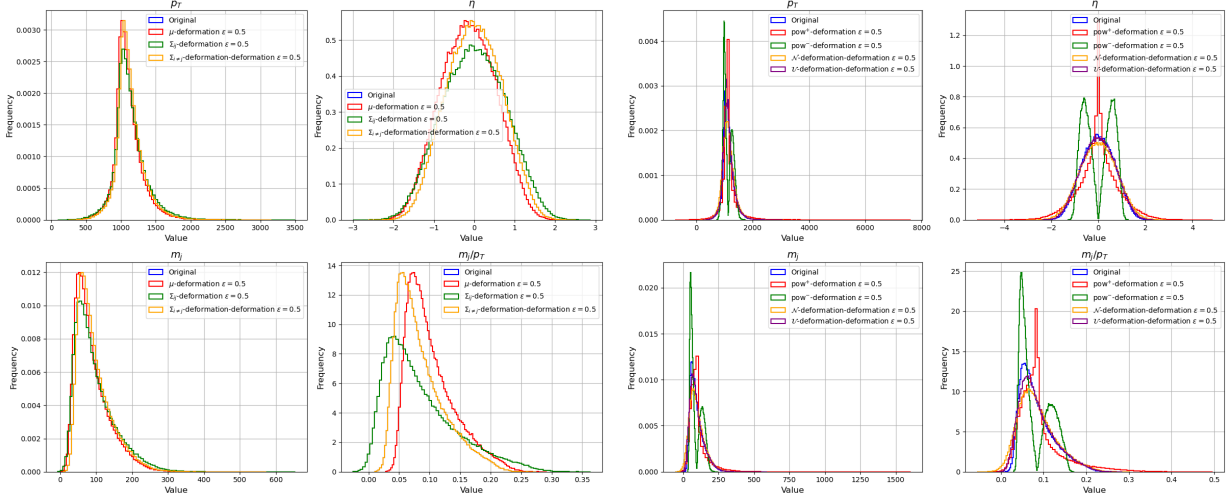 p_T
Original
μ-deformation ε = 0.5
Σ_ij-deformation ε = 0.5
Σ_{i≠j}-deformation-deformation ε = 0.5
Frequency
0.0030
0.0025
0.0020
0.0015
0.0010
0.0005
0.0000
0 500 1000 1500 2000 2500 3000 3500
Value
η
Original
μ-deformation ε = 0.5
Σ_ij-deformation ε = 0.5
Σ_{i≠j}-deformation-deformation ε = 0.5
Frequency
0.5
0.4
0.3
0.2
0.1
0.0
−3 −2 −1 0 1 2 3
Value
p_T
Original
pow⁺-deformation ε = 0.5
pow⁻-deformation ε = 0.5
𝒩-deformation-deformation ε = 0.5
𝒰-deformation-deformation ε = 0.5
Frequency
0.004
0.003
0.002
0.001
0.000
0 2000 4000 6000 8000
Value
η
Original
pow⁺-deformation ε = 0.5
pow⁻-deformation ε = 0.5
𝒩-deformation-deformation ε = 0.5
𝒰-deformation-deformation ε = 0.5
Frequency
1.2
1.0
0.8
0.6
0.4
0.2
0.0
−4 −2 0 2 4
Value
m_j
Original
μ-deformation ε = 0.5
Σ_ij-deformation ε = 0.5
Σ_{i≠j}-deformation-deformation ε = 0.5
Frequency
0.012
0.010
0.008
0.006
0.004
0.002
0.000
0 100 200 300 400 500 600
Value
m_j/p_T
Original
μ-deformation ε = 0.5
Σ_ij-deformation ε = 0.5
Σ_{i≠j}-deformation-deformation ε = 0.5
Frequency
14
12
10
8
6
4
2
0
0.00 0.05 0.10 0.15 0.20 0.25 0.30 0.35
Value
m_j
Original
pow⁺-deformation ε = 0.5
pow⁻-deformation ε = 0.5
𝒩-deformation-deformation ε = 0.5
𝒰-deformation-deformation ε = 0.5
Frequency
0.020
0.015
0.010
0.005
0.000
0 250 500 750 1000 1250 1500
Value
m_j/p_T
Original
pow⁺-deformation ε = 0.5
pow⁻-deformation ε = 0.5
𝒩-deformation-deformation ε = 0.5
𝒰-deformation-deformation ε = 0.5
Frequency
25
20
15
10
5
0
0.0 0.1 0.2 0.3 0.4 0.5
Value